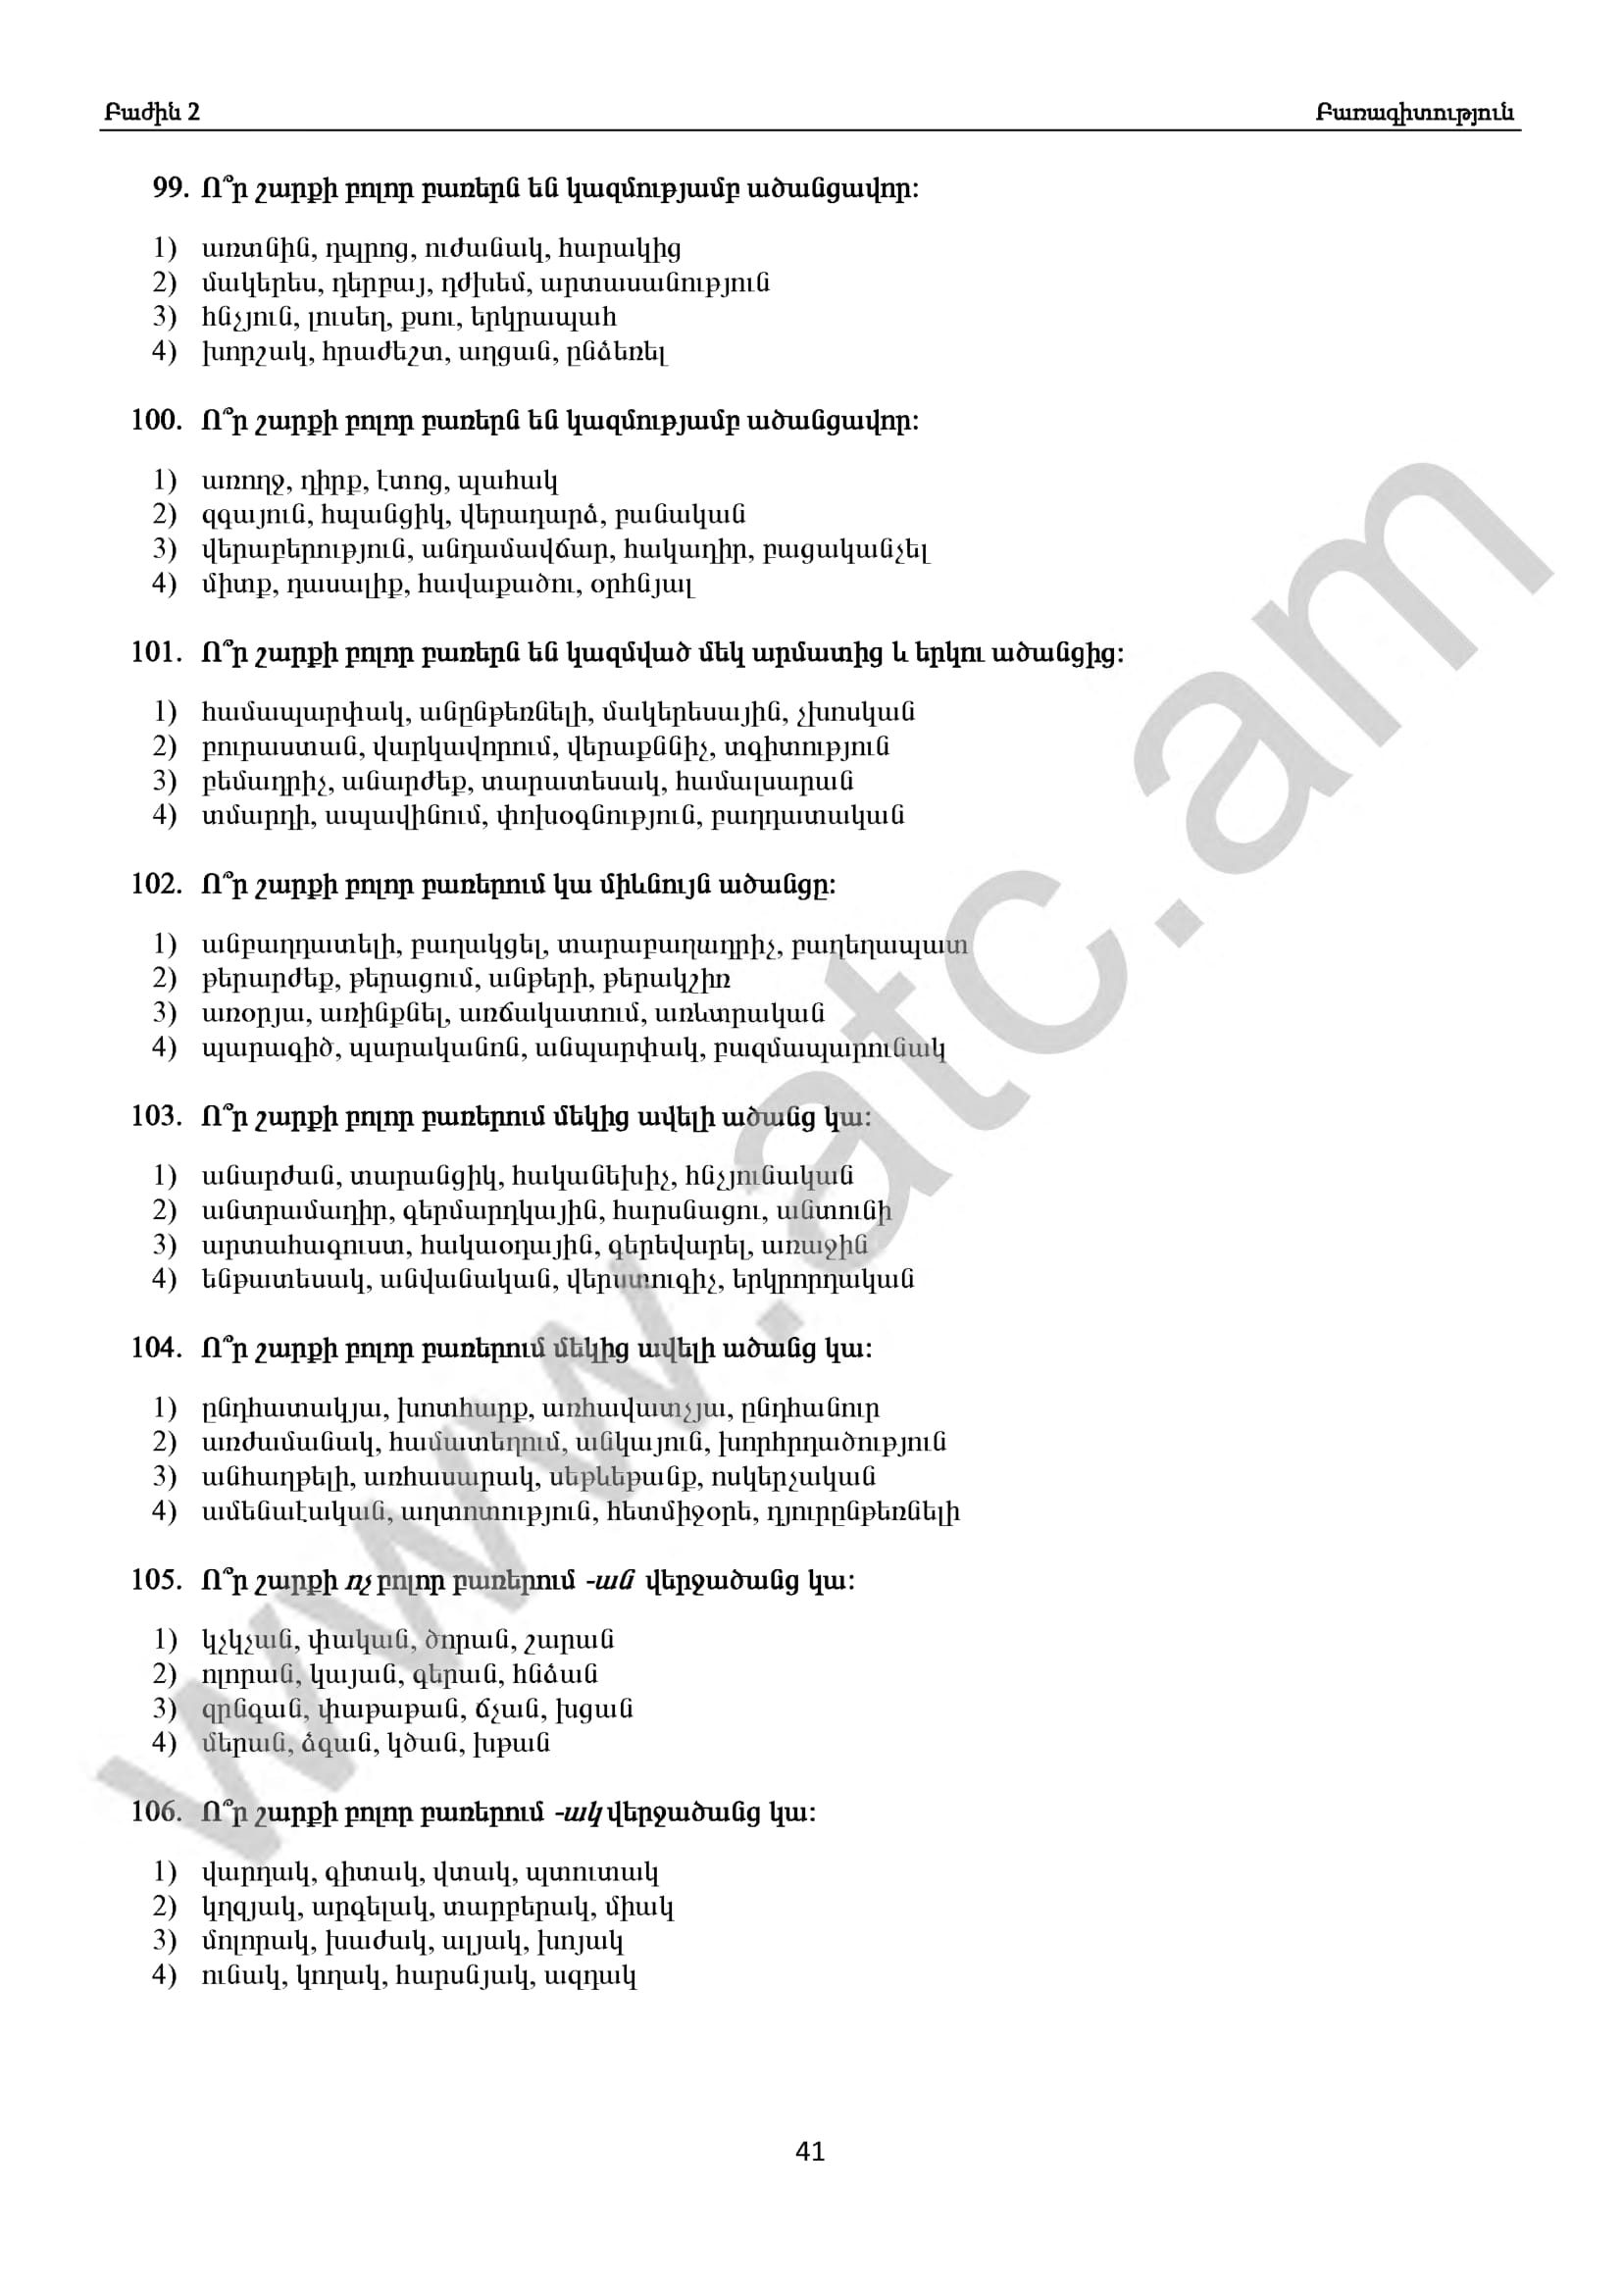 Բաժին 2 Բառագիտություն
99. Ո՞ր շարքի բոլոր բառերն են կազմությամբ ածանցավոր:
1) առտնին, դպրոց, ուժանակ, հարակից
2) մակերես, դերբայ, դժխեմ, արտասանություն
3) հնչյուն, լուսեղ, քսու, երկրապահ
4) խորշակ, հրաժեշտ, աղցան, ընձեռել
100. Ո՞ր շարքի բոլոր բառերն են կազմությամբ ածանցավոր:
1) առողջ, դիրք, էտոց, պահակ
2) զգայուն, հպանցիկ, վերադարձ, բանական
3) վերաբերություն, անդամավճար, հակադիր, բացականչել
4) միտք, դասալիք, հավաքածու, օրհնյալ
101. Ո՞ր շարքի բոլոր բառերն են կազմված մեկ արմատից և երկու ածանցից:
1) համապարփակ, անընթեռնելի, մակերեսային, չխոսկան
2) բուրաստան, վարկավորում, վերաքննիչ, տգիտություն
3) բեմադրիչ, անարժեք, տարատեսակ, համալսարան
4) տմարդի, ապավինում, փոխօգնություն, բաղդատական
102. Ո՞ր շարքի բոլոր բառերում կա միևնույն ածանցը:
1) անբաղդատելի, բաղակցել, տարաբաղադրիչ, բաղեղապատ
2) թերարժեք, թերացում, անթերի, թերակշիռ
3) առօրյա, առինքնել, առճակատում, առևտրական
4) պարագիծ, պարականոն, անպարփակ, բազմապարունակ
103. Ո՞ր շարքի բոլոր բառերում մեկից ավելի ածանց կա:
1) անարժան, տարանցիկ, հականեխիչ, հնչյունական
2) անտրամադիր, գերմարդկային, հարսնացու, անտունի
3) արտահագուստ, հակաօդային, գերեվարել, առաջին
4) ենթատեսակ, անվանական, վերստուգիչ, երկրորդական
104. Ո՞ր շարքի բոլոր բառերում մեկից ավելի ածանց կա:
1) ընդհատակյա, խոտհարք, առհավատչյա, ընդհանուր
2) առժամանակ, համատեղում, անկայուն, խորհրդածություն
3) անհաղթելի, առհասարակ, սեթևեթանք, ոսկերչական
4) ամենաէական, աղտոտություն, հետմիջօրե, դյուրընթեռնելի
105. Ո՞ր շարքի ոչ բոլոր բառերում -ան վերջածանց կա:
1) կչկչան, փական, ծորան, շարան
2) ոլորան, կայան, գերան, հնձան
3) զրնգան, փաթաթան, ճչան, խցան
4) մերան, ձգան, կծան, խթան
106. Ո՞ր շարքի բոլոր բառերում -ակ վերջածանց կա:
1) վարդակ, գիտակ, վտակ, պտուտակ
2) կղզյակ, արգելակ, տարբերակ, միակ
3) մոլորակ, խաժակ, ալյակ, խոյակ
4) ունակ, կողակ, հարսնյակ, ազդակ
www.atc.am
41